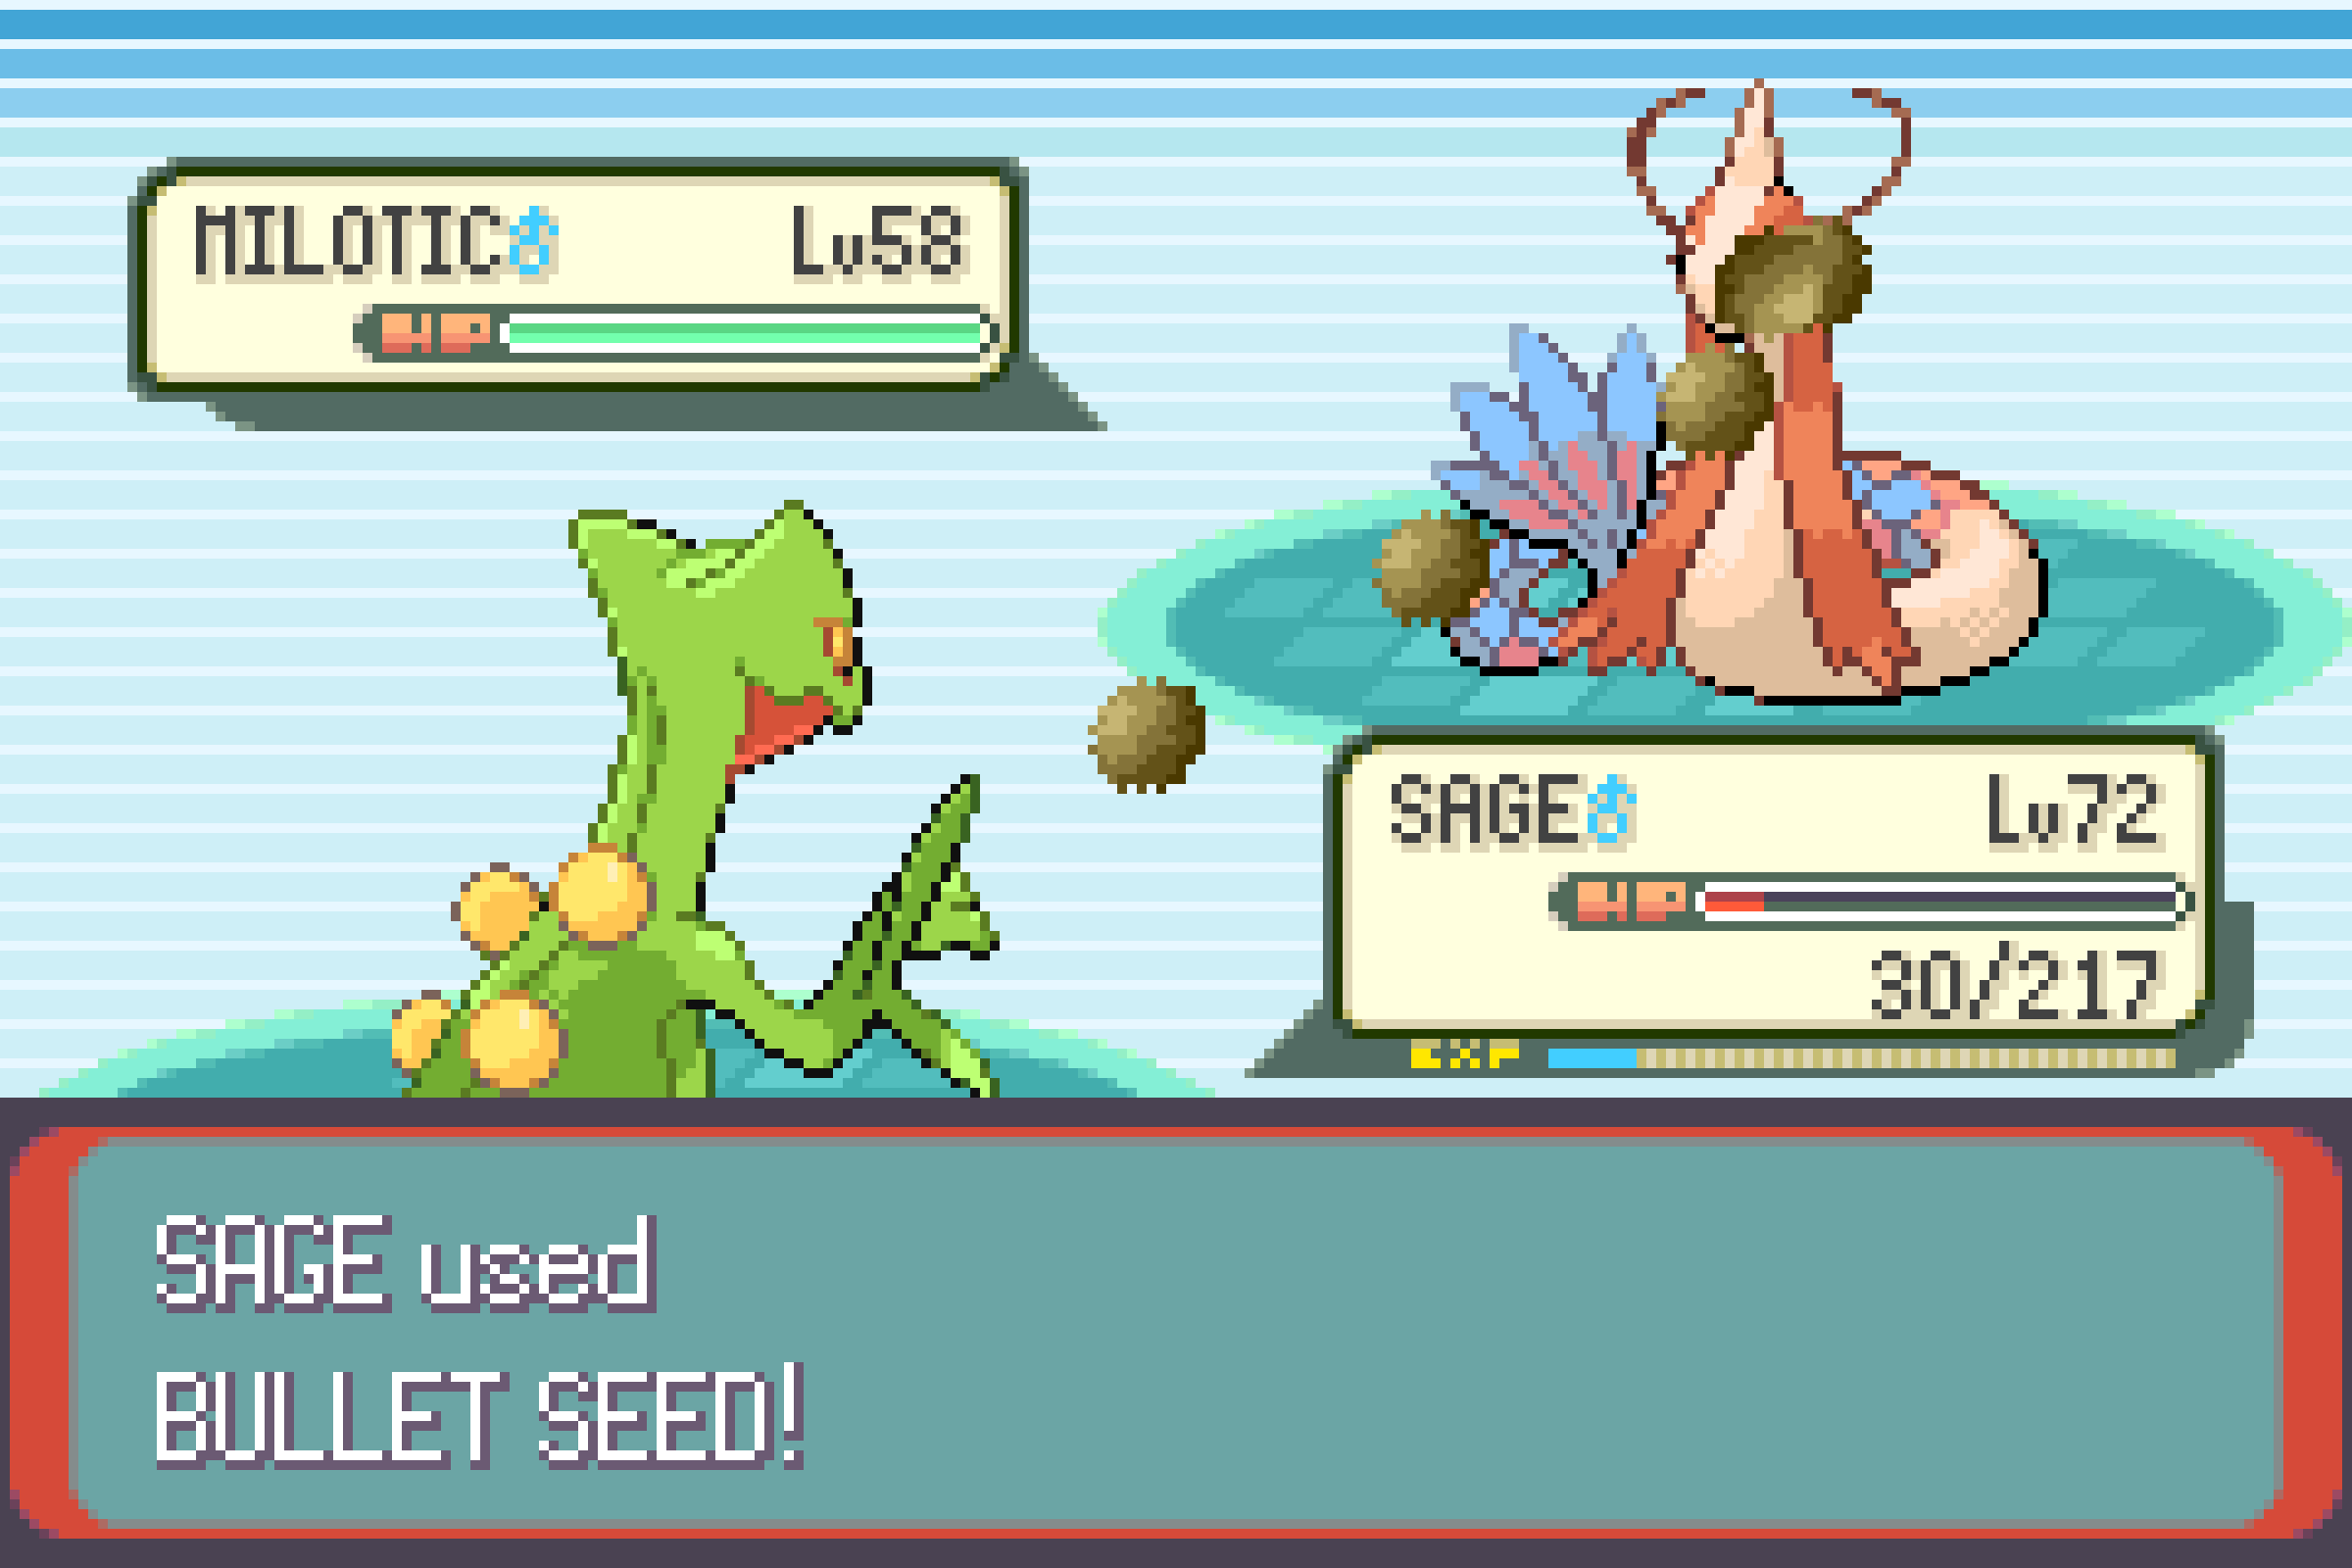 MILOTIC♂ Lv58
HP
SAGE♂ Lv72
HP
30/217
EXP
SAGE used
BULLET SEED!